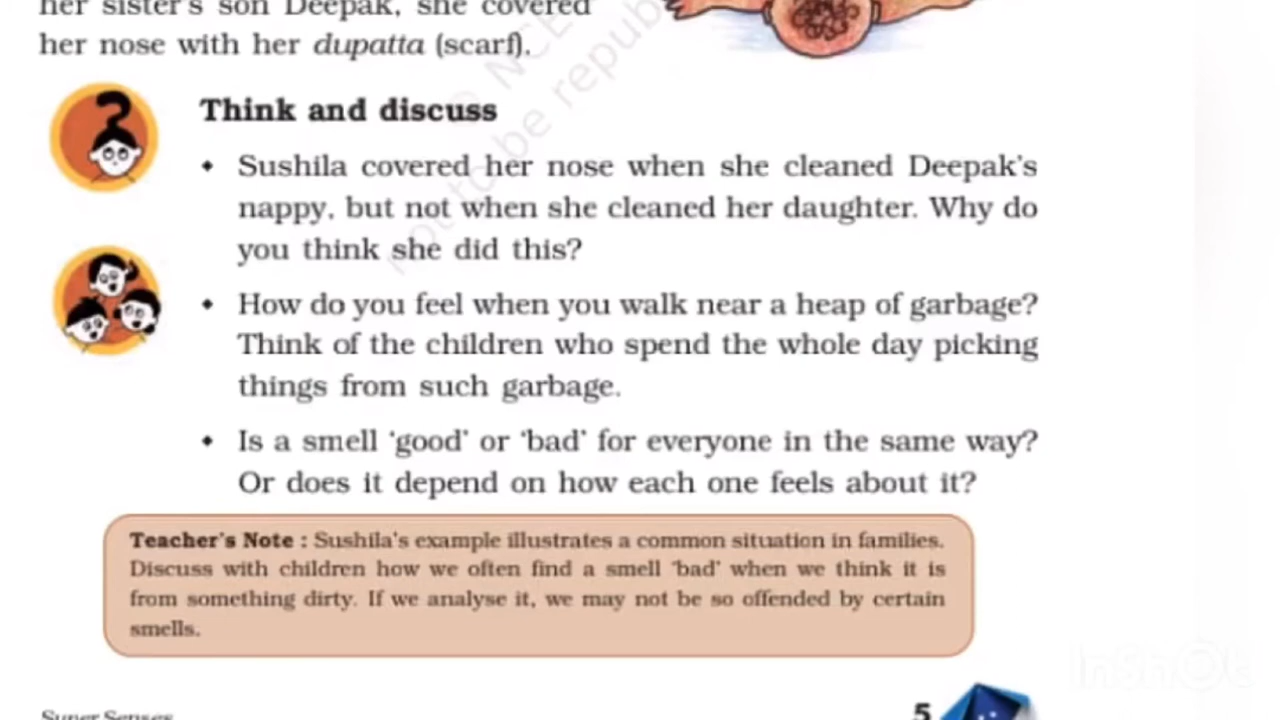 her sister's son Deepak, she covered
her nose with her dupatta (scarf).
Think and discuss
• Sushila covered her nose when she cleaned Deepak's
nappy, but not when she cleaned her daughter. Why do
you think she did this?
• How do you feel when you walk near a heap of garbage?
Think of the children who spend the whole day picking
things from such garbage.
• Is a smell 'good' or 'bad' for everyone in the same way?
Or does it depend on how each one feels about it?
Teacher's Note : Sushila's example illustrates a common situation in families.
Discuss with children how we often find a smell 'bad' when we think it is
from something dirty. If we analyse it, we may not be so offended by certain
smells.
Super Senses
5
not to be republ
NCE
InShOt